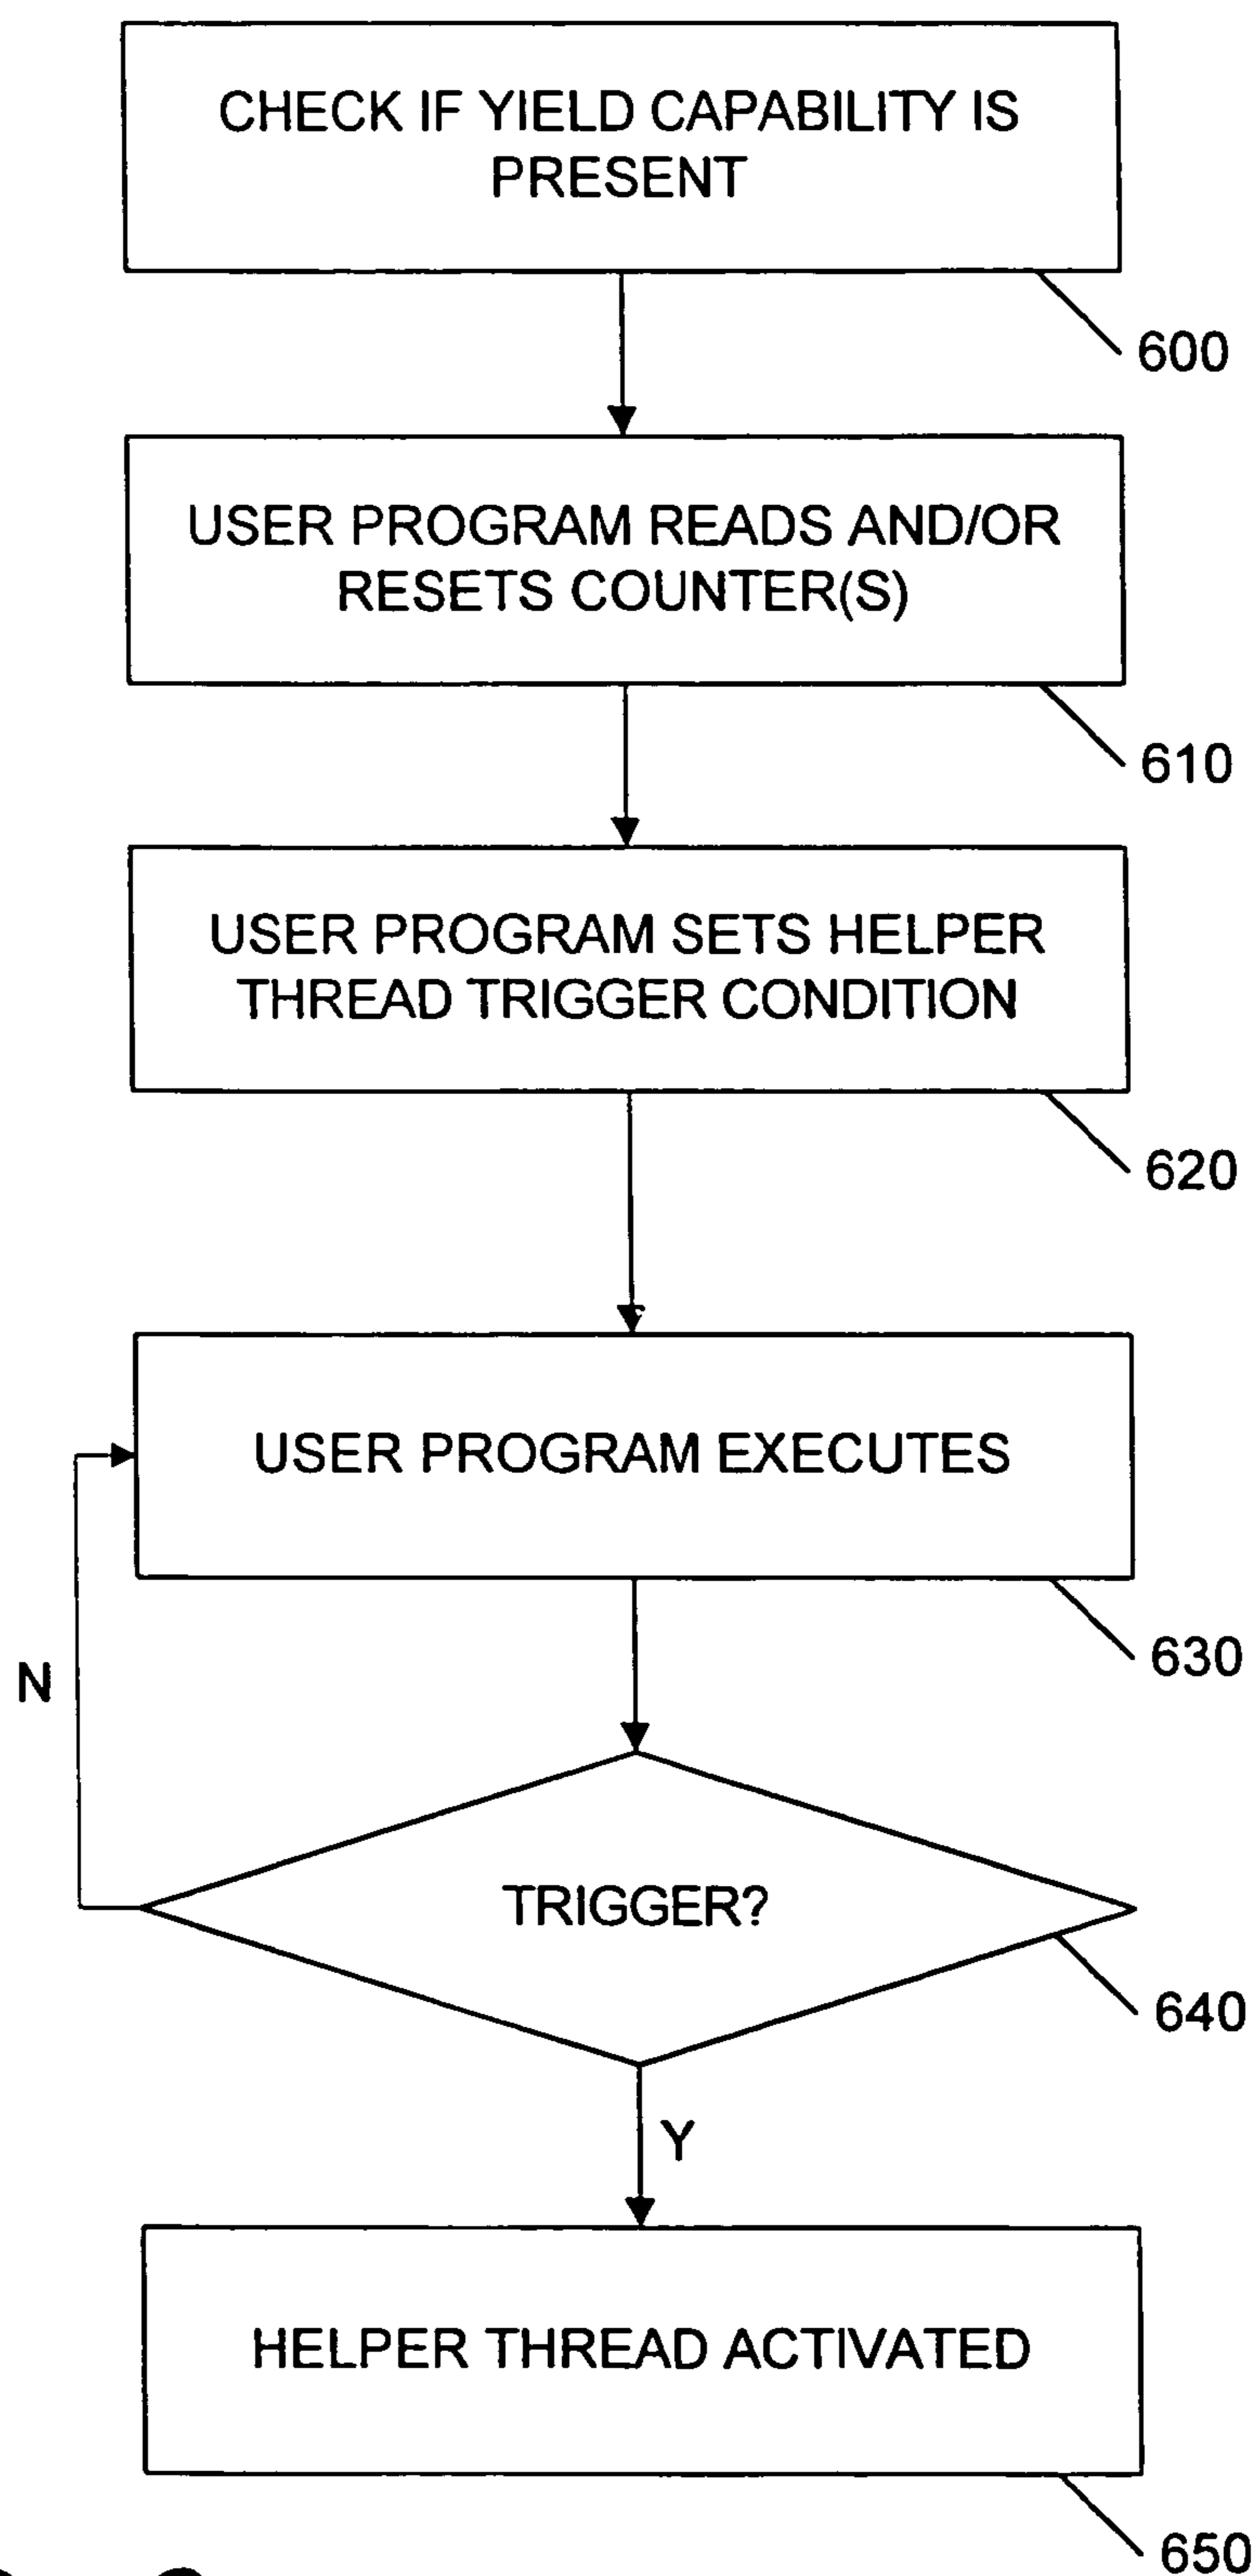 CHECK IF YIELD CAPABILITY IS
PRESENT
600
USER PROGRAM READS AND/OR
RESETS COUNTER(S)
610
USER PROGRAM SETS HELPER
THREAD TRIGGER CONDITION
620
USER PROGRAM EXECUTES
630
N
TRIGGER?
640
Y
HELPER THREAD ACTIVATED
650